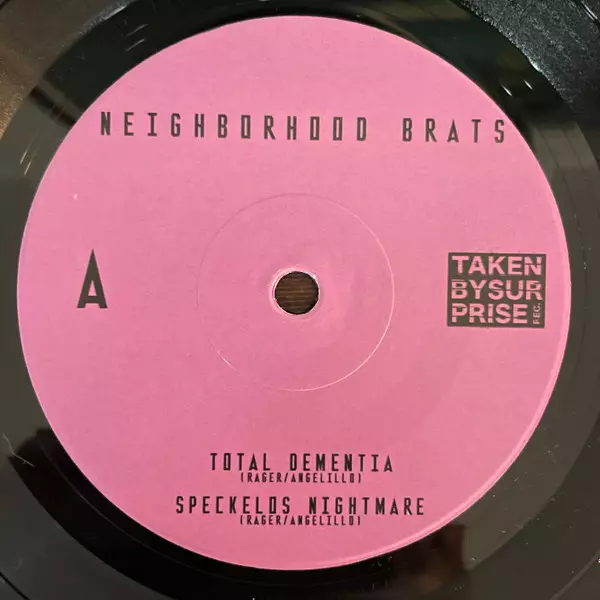 NEIGHBORHOOD BRATS
A
TAKEN
BYSUR
PRISE REC.
TOTAL DEMENTIA
(RAGER/ANGELILLO)
SPECKELOS NIGHTMARE
(RAGER/ANGELILLO)